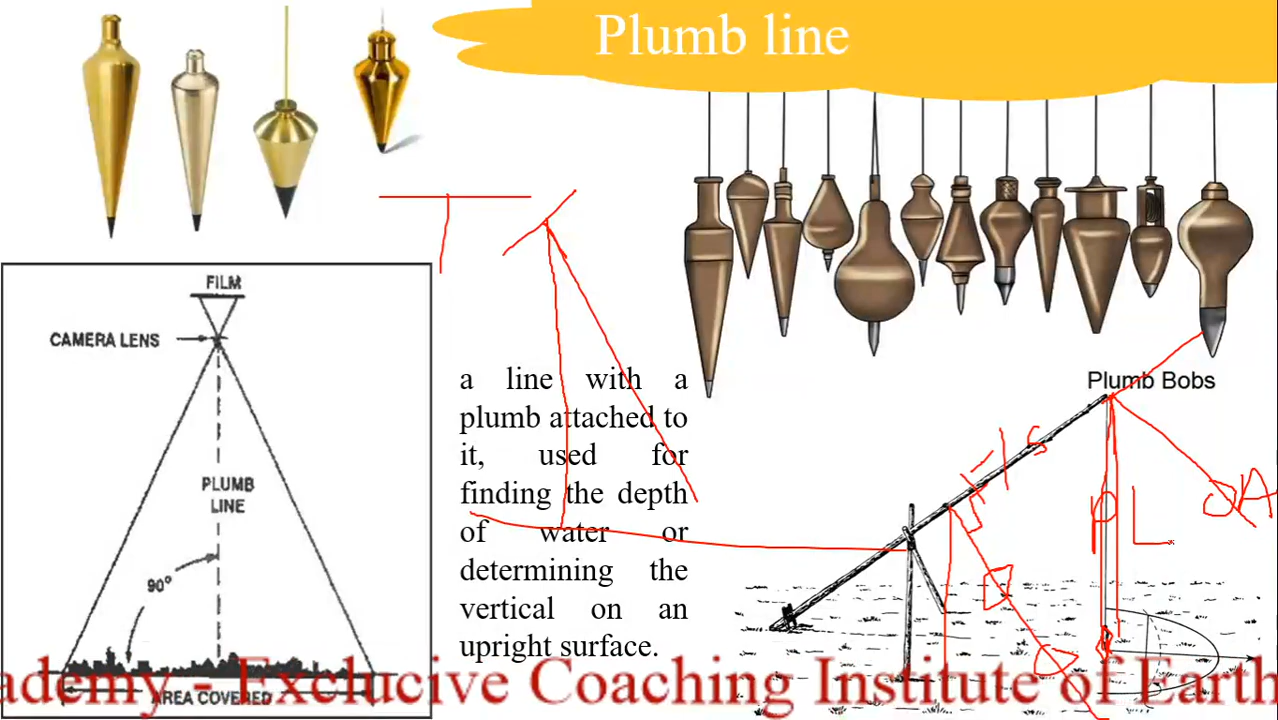 Plumb line
FILM
CAMERA LENS
PLUMB
LINE
90°
AREA COVERED
a line with a
plumb attached to
it, used for
finding the depth
of water or
determining the
vertical on an
upright surface.
Plumb Bobs
PL
OA
ademy - Exclucive Coaching Institute of Earth